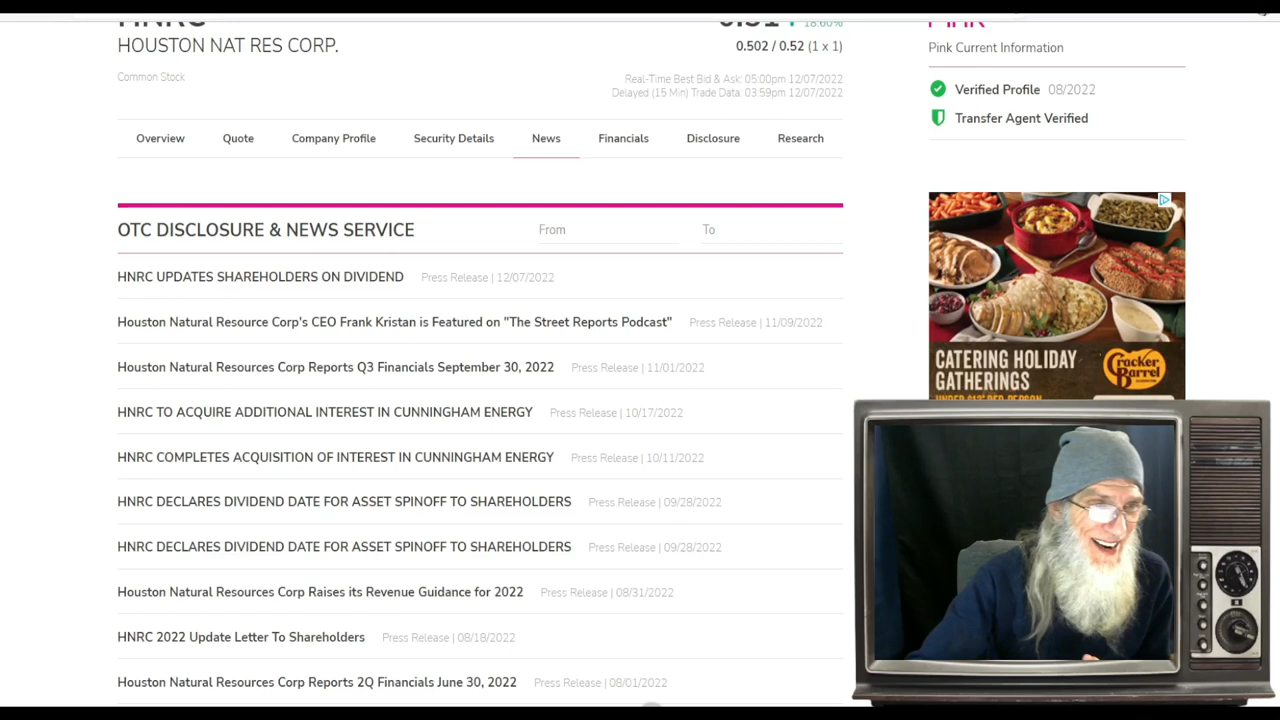 HNRC
0.51 18.60%
HOUSTON NAT RES CORP.
0.502 / 0.52 (1 x 1)
Common Stock
Real-Time Best Bid & Ask: 05:00pm 12/07/2022
Delayed (15 Min) Trade Data: 03:59pm 12/07/2022
Overview Quote Company Profile Security Details News Financials Disclosure Research
OTC DISCLOSURE & NEWS SERVICE From To
HNRC UPDATES SHAREHOLDERS ON DIVIDEND Press Release | 12/07/2022
Houston Natural Resource Corp's CEO Frank Kristan is Featured on "The Street Reports Podcast" Press Release | 11/09/2022
Houston Natural Resources Corp Reports Q3 Financials September 30, 2022 Press Release | 11/01/2022
HNRC TO ACQUIRE ADDITIONAL INTEREST IN CUNNINGHAM ENERGY Press Release | 10/17/2022
HNRC COMPLETES ACQUISITION OF INTEREST IN CUNNINGHAM ENERGY Press Release | 10/11/2022
HNRC DECLARES DIVIDEND DATE FOR ASSET SPINOFF TO SHAREHOLDERS Press Release | 09/28/2022
HNRC DECLARES DIVIDEND DATE FOR ASSET SPINOFF TO SHAREHOLDERS Press Release | 09/28/2022
Houston Natural Resources Corp Raises its Revenue Guidance for 2022 Press Release | 08/31/2022
HNRC 2022 Update Letter To Shareholders Press Release | 08/18/2022
Houston Natural Resources Corp Reports 2Q Financials June 30, 2022 Press Release | 08/01/2022
PINK
Pink Current Information
Verified Profile 08/2022
Transfer Agent Verified
CATERING HOLIDAY
GATHERINGS
Cracker
Barrel